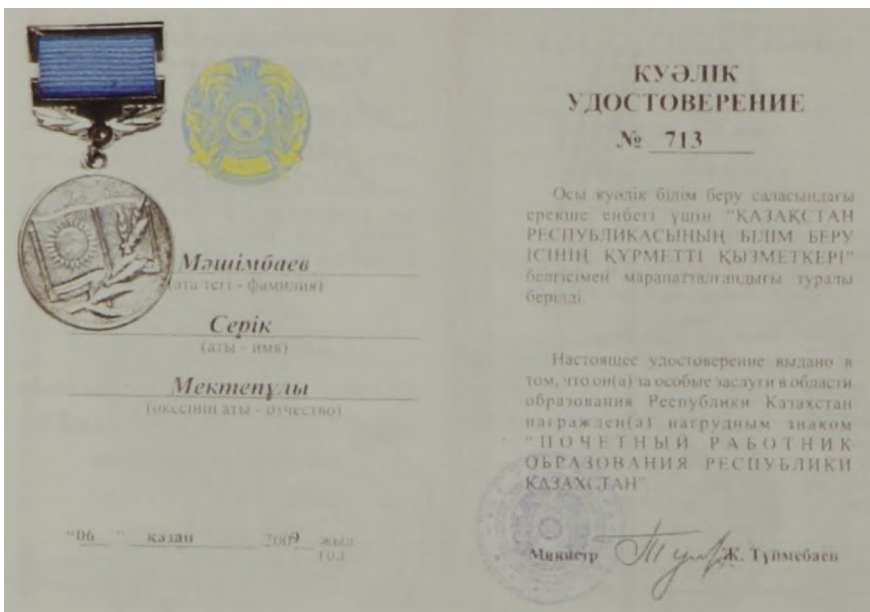 Мәшімбаев
(ата тегі - фамилия)
Серік
(аты - имя)
Мектепұлы
(әкесінің аты - отчество)
"06 " қазан 2009 жыл
год
КУӘЛІК
УДОСТОВЕРЕНИЕ
№ 713
Осы куәлік білім беру саласындағы
ерекше еңбегі үшін "ҚАЗАҚСТАН
РЕСПУБЛИКАСЫНЫҢ БІЛІМ БЕРУ
ІСІНІҢ ҚҰРМЕТТІ ҚЫЗМЕТКЕРІ"
белгісімен марапатталғандығы туралы
берілді
Настоящее удостоверение выдано в
том, что он(а) за особые заслуги в области
образования Республики Казахстан
награжден(а) нагрудным знаком
"ПОЧЕТНЫЙ РАБОТНИК
ОБРАЗОВАНИЯ РЕСПУБЛИКИ
КАЗАХСТАН"
Министр Ж. Түймебаев